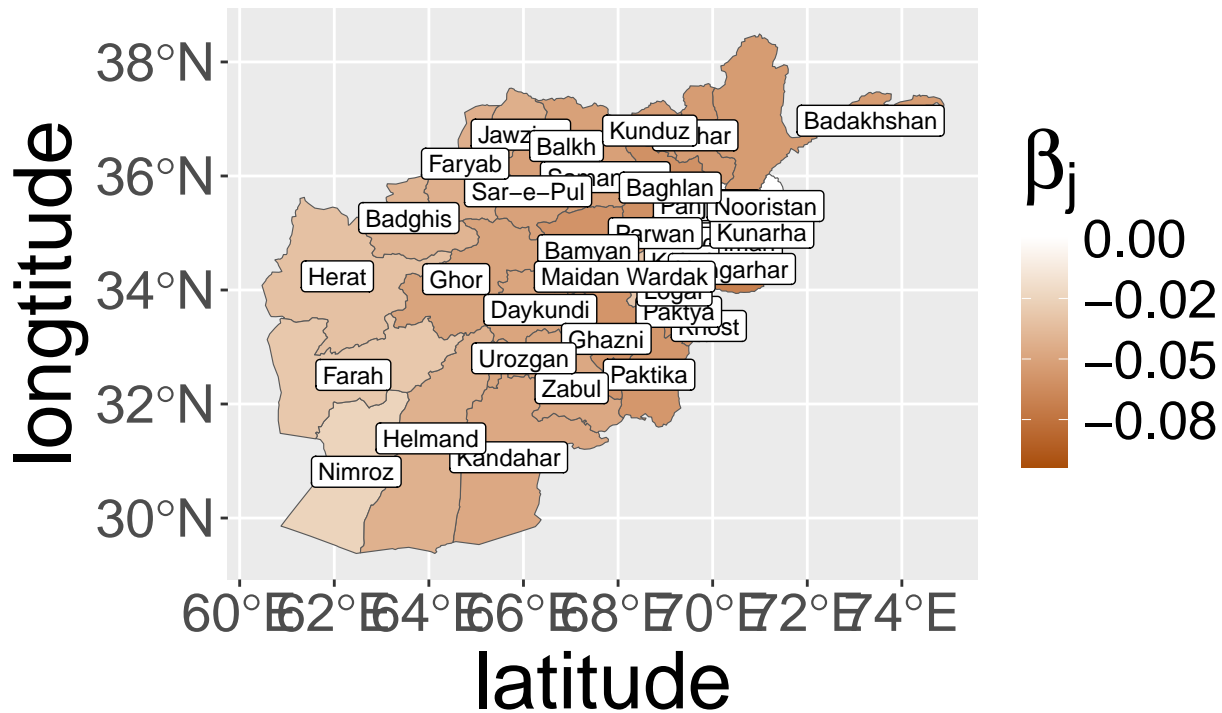 38°N
36°N
34°N
32°N
30°N
longtitude
Kunduz
Badakhshan
Balkh
Faryab
Baghlan
Sar-e-Pul
Nooristan
Badghis
Parwan
Kunarha
Bamyan
Herat
Ghor
Maidan Wardak
Daykundi
Logar
Paktya
Khost
Ghazni
Urozgan
Farah
Paktika
Zabul
Helmand
Kandahar
Nimroz
60°E
62°E
64°E
66°E
68°E
70°E
72°E
74°E
latitude
βj
0.00
−0.02
−0.05
−0.08